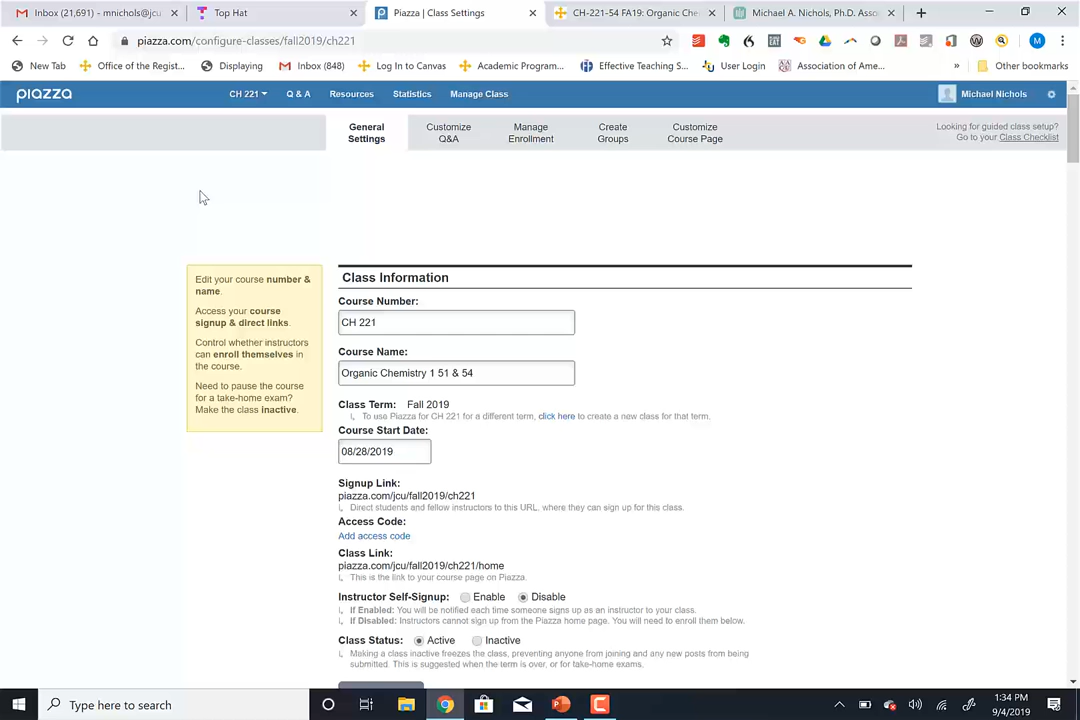 Inbox (21,691) - mnichols@jcu
Top Hat
Piazza | Class Settings
CH-221-54 FA19: Organic Che
Michael A. Nichols, Ph.D. Asso
piazza.com/configure-classes/fall2019/ch221
New Tab
Office of the Regist...
Displaying
Inbox (848)
Log In to Canvas
Academic Program...
Effective Teaching S...
User Login
Association of Ame...
Other bookmarks
piazza
CH 221
Q & A
Resources
Statistics
Manage Class
Michael Nichols
General Settings
Customize Q&A
Manage Enrollment
Create Groups
Customize Course Page
Looking for guided class setup?
Go to your Class Checklist
Edit your course number &
name.
Access your course
signup & direct links.
Control whether instructors
can enroll themselves in
the course.
Need to pause the course
for a take-home exam?
Make the class inactive.
Class Information
Course Number:
CH 221
Course Name:
Organic Chemistry 1 51 & 54
Class Term: Fall 2019
To use Piazza for CH 221 for a different term, click here to create a new class for that term.
Course Start Date:
08/28/2019
Signup Link:
piazza.com/jcu/fall2019/ch221
Direct students and fellow instructors to this URL, where they can sign up for this class.
Access Code:
Add access code
Class Link:
piazza.com/jcu/fall2019/ch221/home
This is the link to your course page on Piazza.
Instructor Self-Signup: Enable Disable
If Enabled: You will be notified each time someone signs up as an instructor to your class.
If Disabled: Instructors cannot sign up from the Piazza home page. You will need to enroll them below.
Class Status: Active Inactive
Making a class inactive freezes the class, preventing anyone from joining and any new posts from being
submitted. This is suggested when the term is over, or for take-home exams.
Type here to search
1:34 PM
9/4/2019